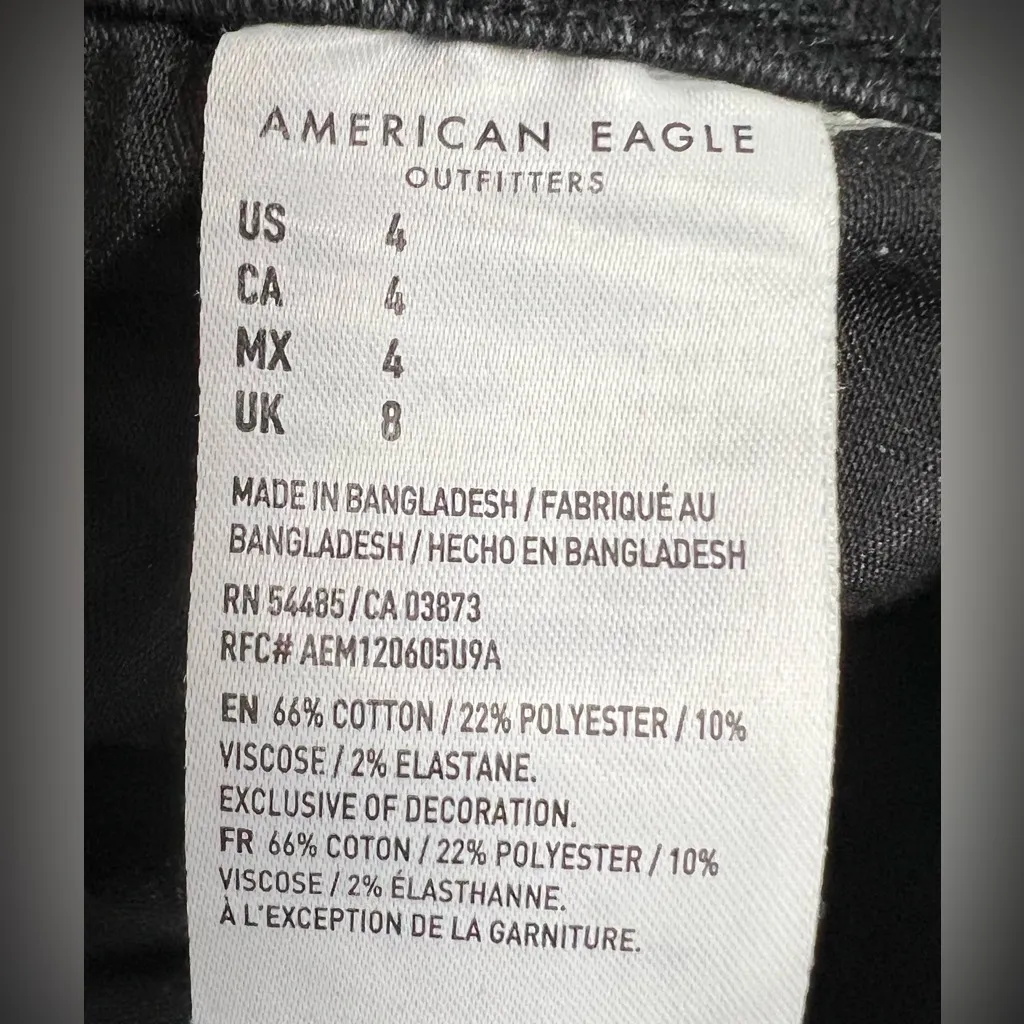 AMERICAN EAGLE
OUTFITTERS
US 4
CA 4
MX 4
UK 8
MADE IN BANGLADESH / FABRIQUÉ AU
BANGLADESH / HECHO EN BANGLADESH
RN 54485 / CA 03873
RFC# AEM120605U9A
EN 66% COTTON / 22% POLYESTER / 10%
VISCOSE / 2% ELASTANE.
EXCLUSIVE OF DECORATION.
FR 66% COTON / 22% POLYESTER / 10%
VISCOSE / 2% ÉLASTHANNE.
À L'EXCEPTION DE LA GARNITURE.